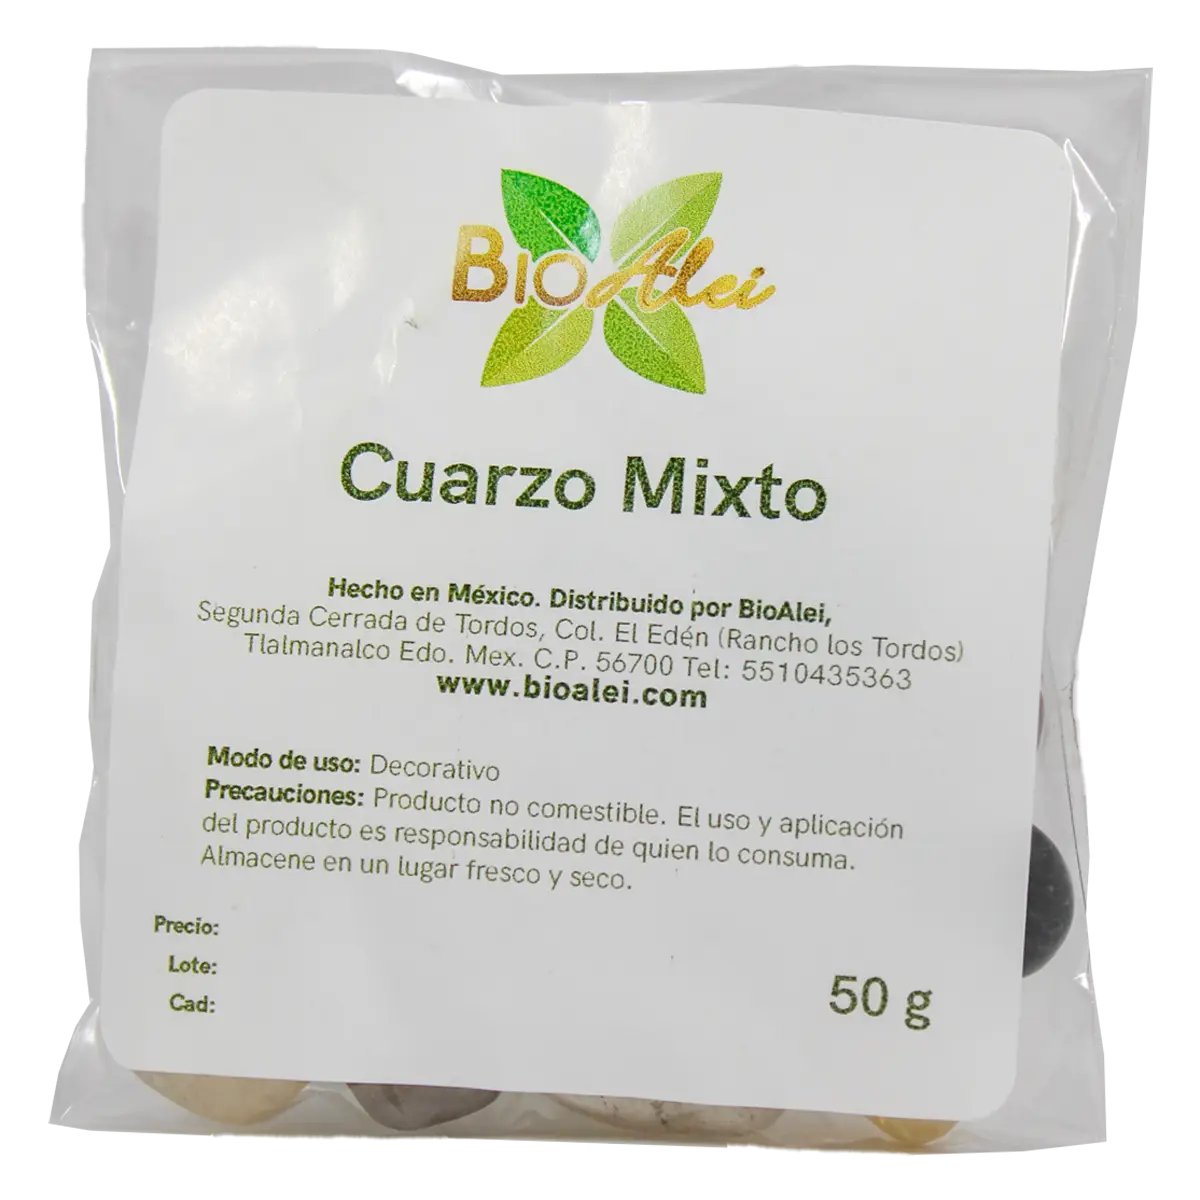 BioAlei
Cuarzo Mixto
Hecho en México. Distribuido por BioAlei,
Segunda Cerrada de Tordos, Col. El Edén (Rancho los Tordos)
Tlalmanalco Edo. Mex. C.P. 56700 Tel: 5510435363
www.bioalei.com
Modo de uso: Decorativo
Precauciones: Producto no comestible. El uso y aplicación
del producto es responsabilidad de quien lo consuma.
Almacene en un lugar fresco y seco.
Precio:
Lote:
Cad:
50 g